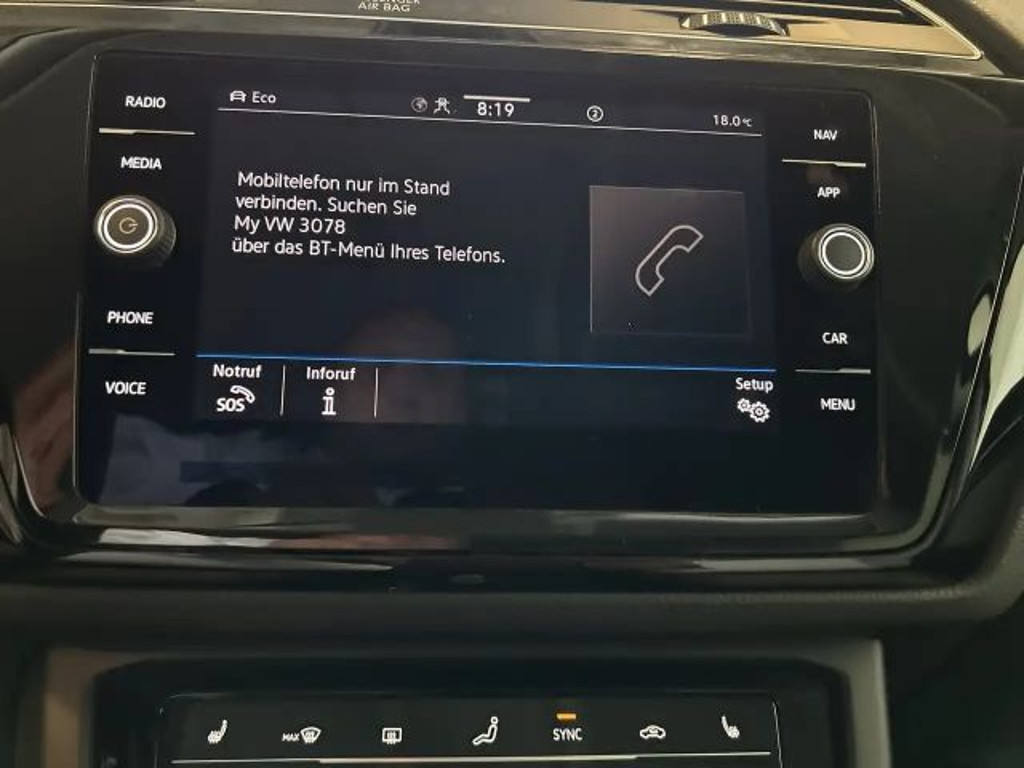 AIR BAG
RADIO
MEDIA
PHONE
VOICE
Eco
8:19
2
18.0°C
Mobiltelefon nur im Stand
verbinden. Suchen Sie
My VW 3078
über das BT-Menü Ihres Telefons.
Notruf
SOS
Inforuf
i
Setup
NAV
APP
CAR
MENU
MAX
SYNC